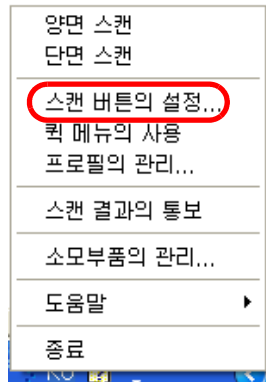 양면 스캔
단면 스캔
스캔 버튼의 설정...
퀵 메뉴의 사용
프로필의 관리...
스캔 결과의 통보
소모부품의 관리...
도움말
종료
KO